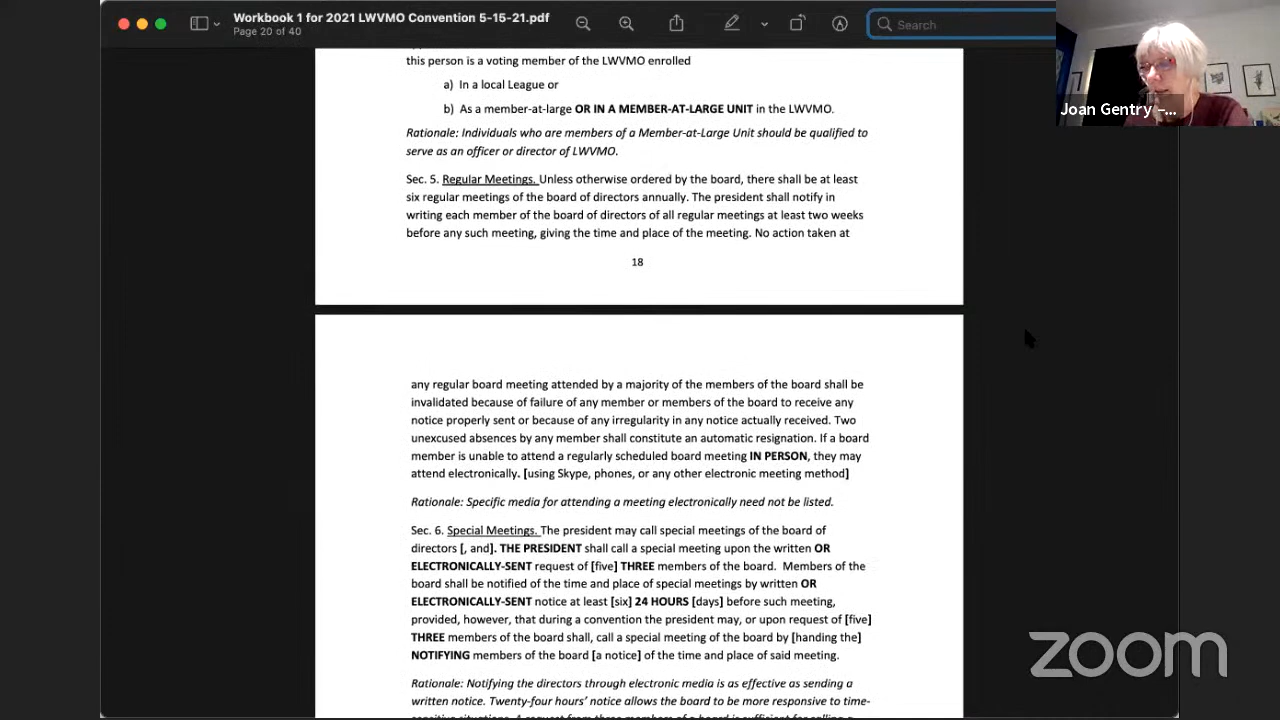 Workbook 1 for 2021 LWVMO Convention 5-15-21.pdf
Page 20 of 40
Search
Joan Gentry –...
this person is a voting member of the LWVMO enrolled
a) In a local League or
b) As a member-at-large OR IN A MEMBER-AT-LARGE UNIT in the LWVMO.
Rationale: Individuals who are members of a Member-at-Large Unit should be qualified to
serve as an officer or director of LWVMO.
Sec. 5. Regular Meetings. Unless otherwise ordered by the board, there shall be at least
six regular meetings of the board of directors annually. The president shall notify in
writing each member of the board of directors of all regular meetings at least two weeks
before any such meeting, giving the time and place of the meeting. No action taken at
18
any regular board meeting attended by a majority of the members of the board shall be
invalidated because of failure of any member or members of the board to receive any
notice properly sent or because of any irregularity in any notice actually received. Two
unexcused absences by any member shall constitute an automatic resignation. If a board
member is unable to attend a regularly scheduled board meeting IN PERSON, they may
attend electronically. [using Skype, phones, or any other electronic meeting method]
Rationale: Specific media for attending a meeting electronically need not be listed.
Sec. 6. Special Meetings. The president may call special meetings of the board of
directors [, and]. THE PRESIDENT shall call a special meeting upon the written OR
ELECTRONICALLY-SENT request of [five] THREE members of the board. Members of the
board shall be notified of the time and place of special meetings by written OR
ELECTRONICALLY-SENT notice at least [six] 24 HOURS [days] before such meeting,
provided, however, that during a convention the president may, or upon request of [five]
THREE members of the board shall, call a special meeting of the board by [handing the]
NOTIFYING members of the board [a notice] of the time and place of said meeting.
Rationale: Notifying the directors through electronic media is as effective as sending a
written notice. Twenty-four hours' notice allows the board to be more responsive to time-
zoom